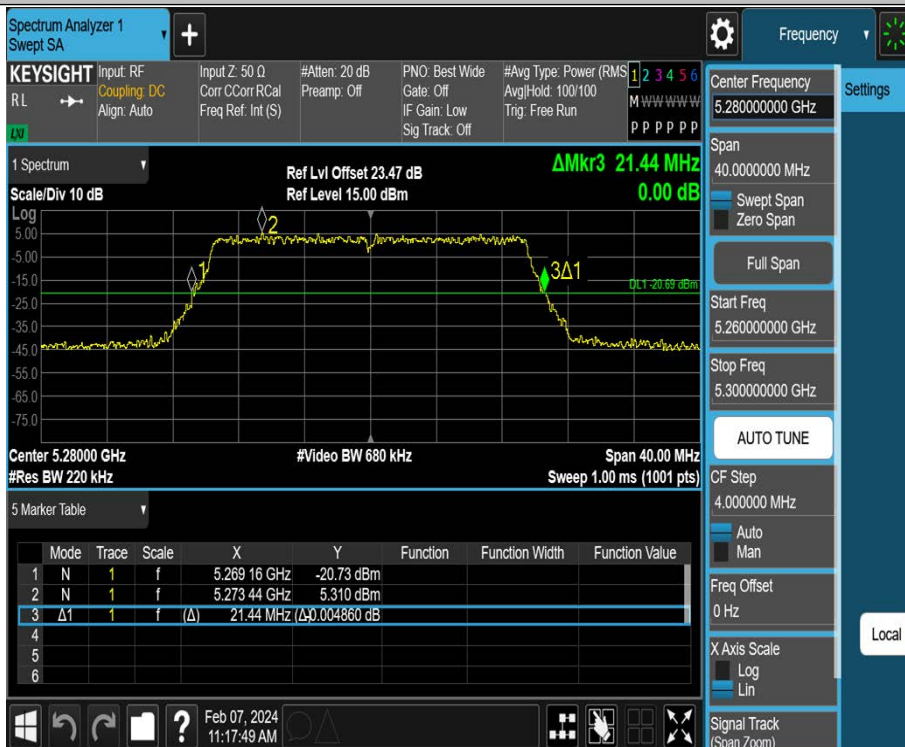 Spectrum Analyzer 1
Swept SA
+
Frequency
KEYSIGHT
RL
LXI
Input: RF
Coupling: DC
Align: Auto
Input Z: 50 Ω
Corr CCorr RCal
Freq Ref: Int (S)
#Atten: 20 dB
Preamp: Off
PNO: Best Wide
Gate: Off
IF Gain: Low
Sig Track: Off
#Avg Type: Power (RMS
Avg|Hold: 100/100
Trig: Free Run
1 2 3 4 5 6
M W W W W W
P P P P P P
1 Spectrum
Scale/Div 10 dB
Ref Lvl Offset 23.47 dB
Ref Level 15.00 dBm
ΔMkr3 21.44 MHz
0.00 dB
Log
5.00
-5.00
-15.0
-25.0
-35.0
-45.0
-55.0
-65.0
-75.0
1
2
3Δ1
DL1 -20.69 dBm
Center 5.28000 GHz
#Res BW 220 kHz
#Video BW 680 kHz
Span 40.00 MHz
Sweep 1.00 ms (1001 pts)
5 Marker Table
Mode Trace Scale X Y Function Function Width Function Value
1 N 1 f 5.269 16 GHz -20.73 dBm
2 N 1 f 5.273 44 GHz 5.310 dBm
3 Δ1 1 f (Δ) 21.44 MHz (Δ) -0.004860 dB
4
5
6
?
Feb 07, 2024
11:17:49 AM
Center Frequency
5.280000000 GHz
Span
40.0000000 MHz
Swept Span
Zero Span
Full Span
Start Freq
5.260000000 GHz
Stop Freq
5.300000000 GHz
AUTO TUNE
CF Step
4.000000 MHz
Auto
Man
Freq Offset
0 Hz
X Axis Scale
Log
Lin
Signal Track
(Span Zoom)
Settings
Local